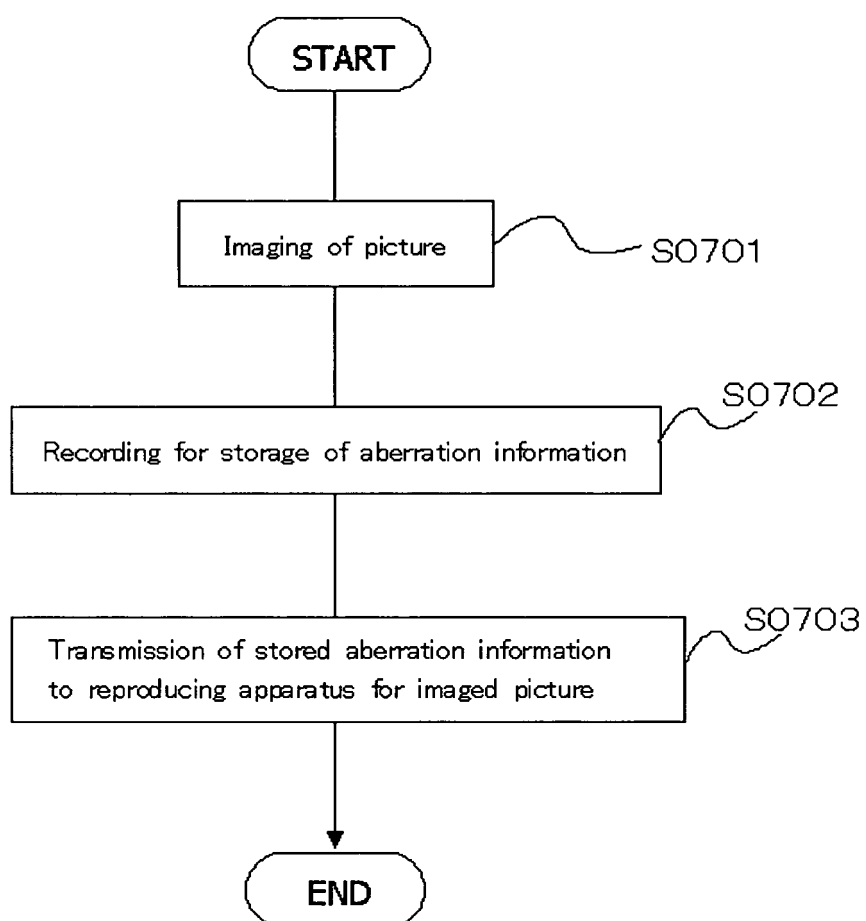 START
Imaging of picture
S0701
S0702
Recording for storage of aberration information
S0703
Transmission of stored aberration information
to reproducing apparatus for imaged picture
END